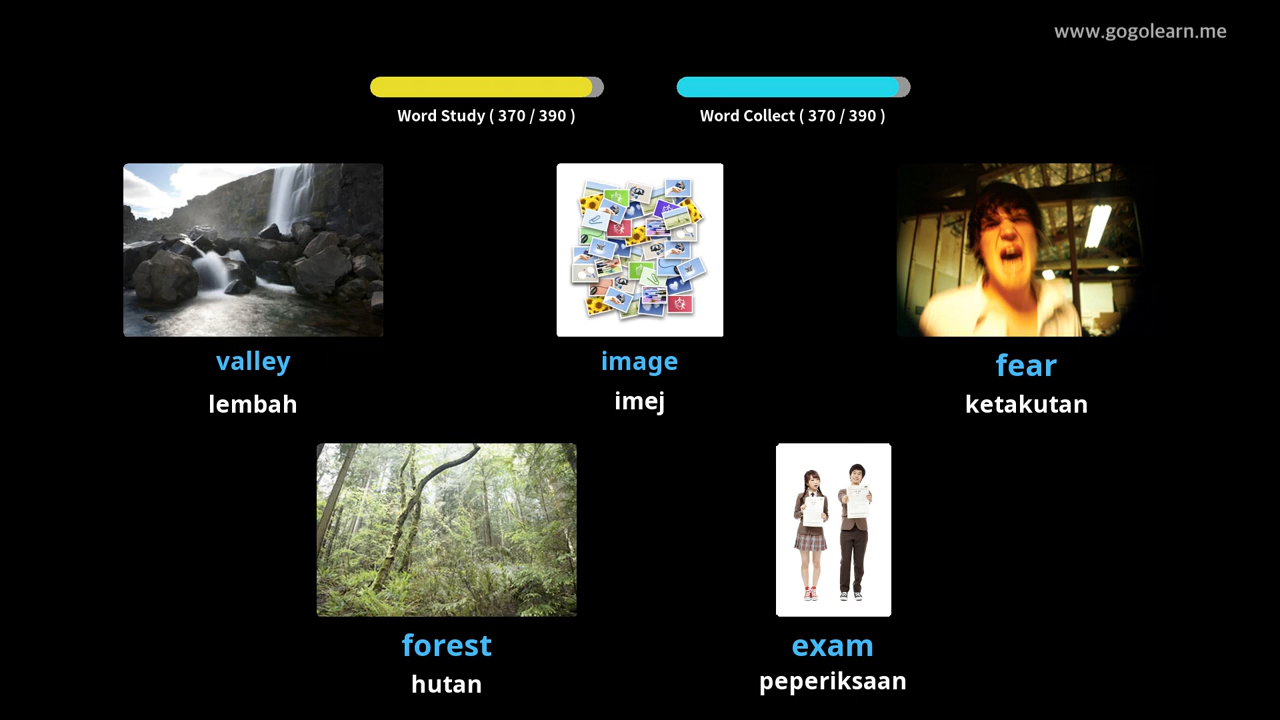 www.gogolearn.me
Word Study ( 370 / 390 )
Word Collect ( 370 / 390 )
valley
lembah
image
imej
fear
ketakutan
forest
hutan
exam
peperiksaan